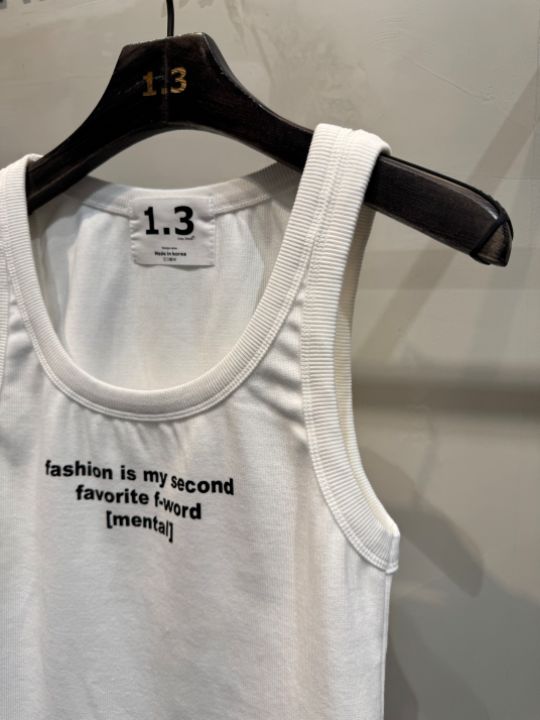 1.3
1.3
Made in korea
fashion is my second
favorite f-word
[mental]